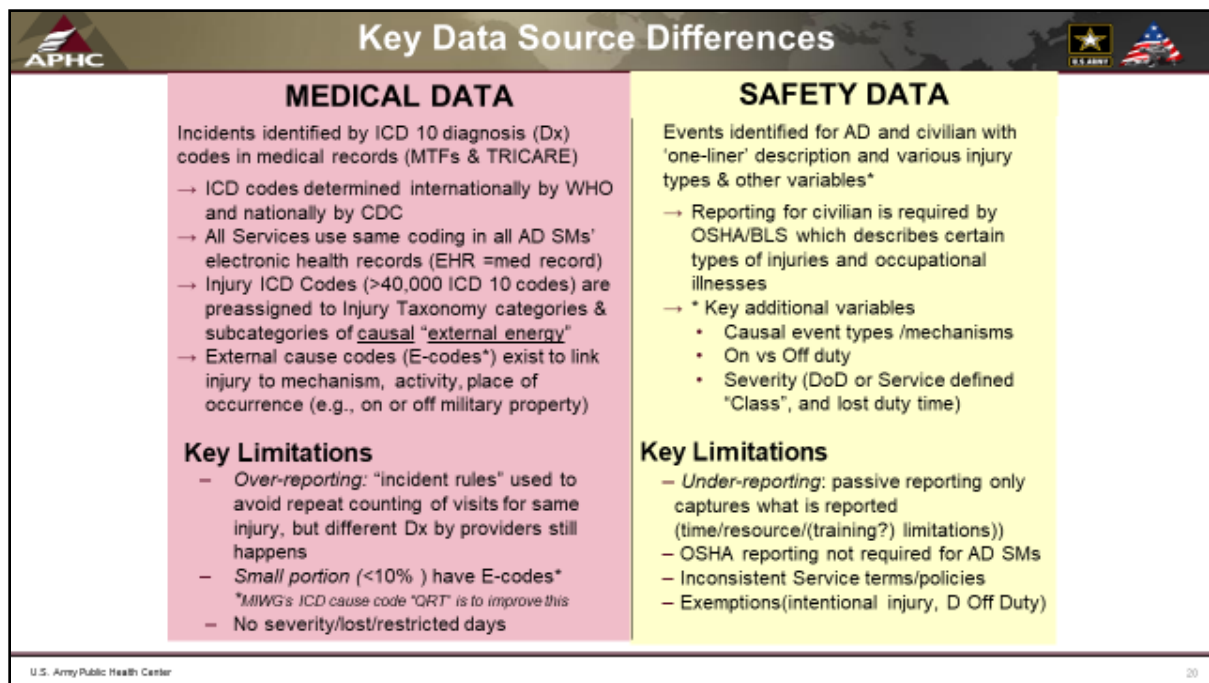 APHC
Key Data Source Differences
U.S. ARMY
MEDICAL DATA
Incidents identified by ICD 10 diagnosis (Dx)
codes in medical records (MTFs & TRICARE)
→ ICD codes determined internationally by WHO
and nationally by CDC
→ All Services use same coding in all AD SMs'
electronic health records (EHR =med record)
→ Injury ICD Codes (>40,000 ICD 10 codes) are
preassigned to Injury Taxonomy categories &
subcategories of causal "external energy"
→ External cause codes (E-codes*) exist to link
injury to mechanism, activity, place of
occurrence (e.g., on or off military property)
Key Limitations
– Over-reporting: "incident rules" used to
avoid repeat counting of visits for same
injury, but different Dx by providers still
happens
– Small portion (<10% ) have E-codes*
*MIWG's ICD cause code "QRT" is to improve this
– No severity/lost/restricted days
SAFETY DATA
Events identified for AD and civilian with
'one-liner' description and various injury
types & other variables*
→ Reporting for civilian is required by
OSHA/BLS which describes certain
types of injuries and occupational
illnesses
→ * Key additional variables
• Causal event types /mechanisms
• On vs Off duty
• Severity (DoD or Service defined
"Class", and lost duty time)
Key Limitations
– Under-reporting: passive reporting only
captures what is reported
(time/resource/(training?) limitations))
– OSHA reporting not required for AD SMs
– Inconsistent Service terms/policies
– Exemptions(intentional injury, D Off Duty)
U.S. Army Public Health Center
20